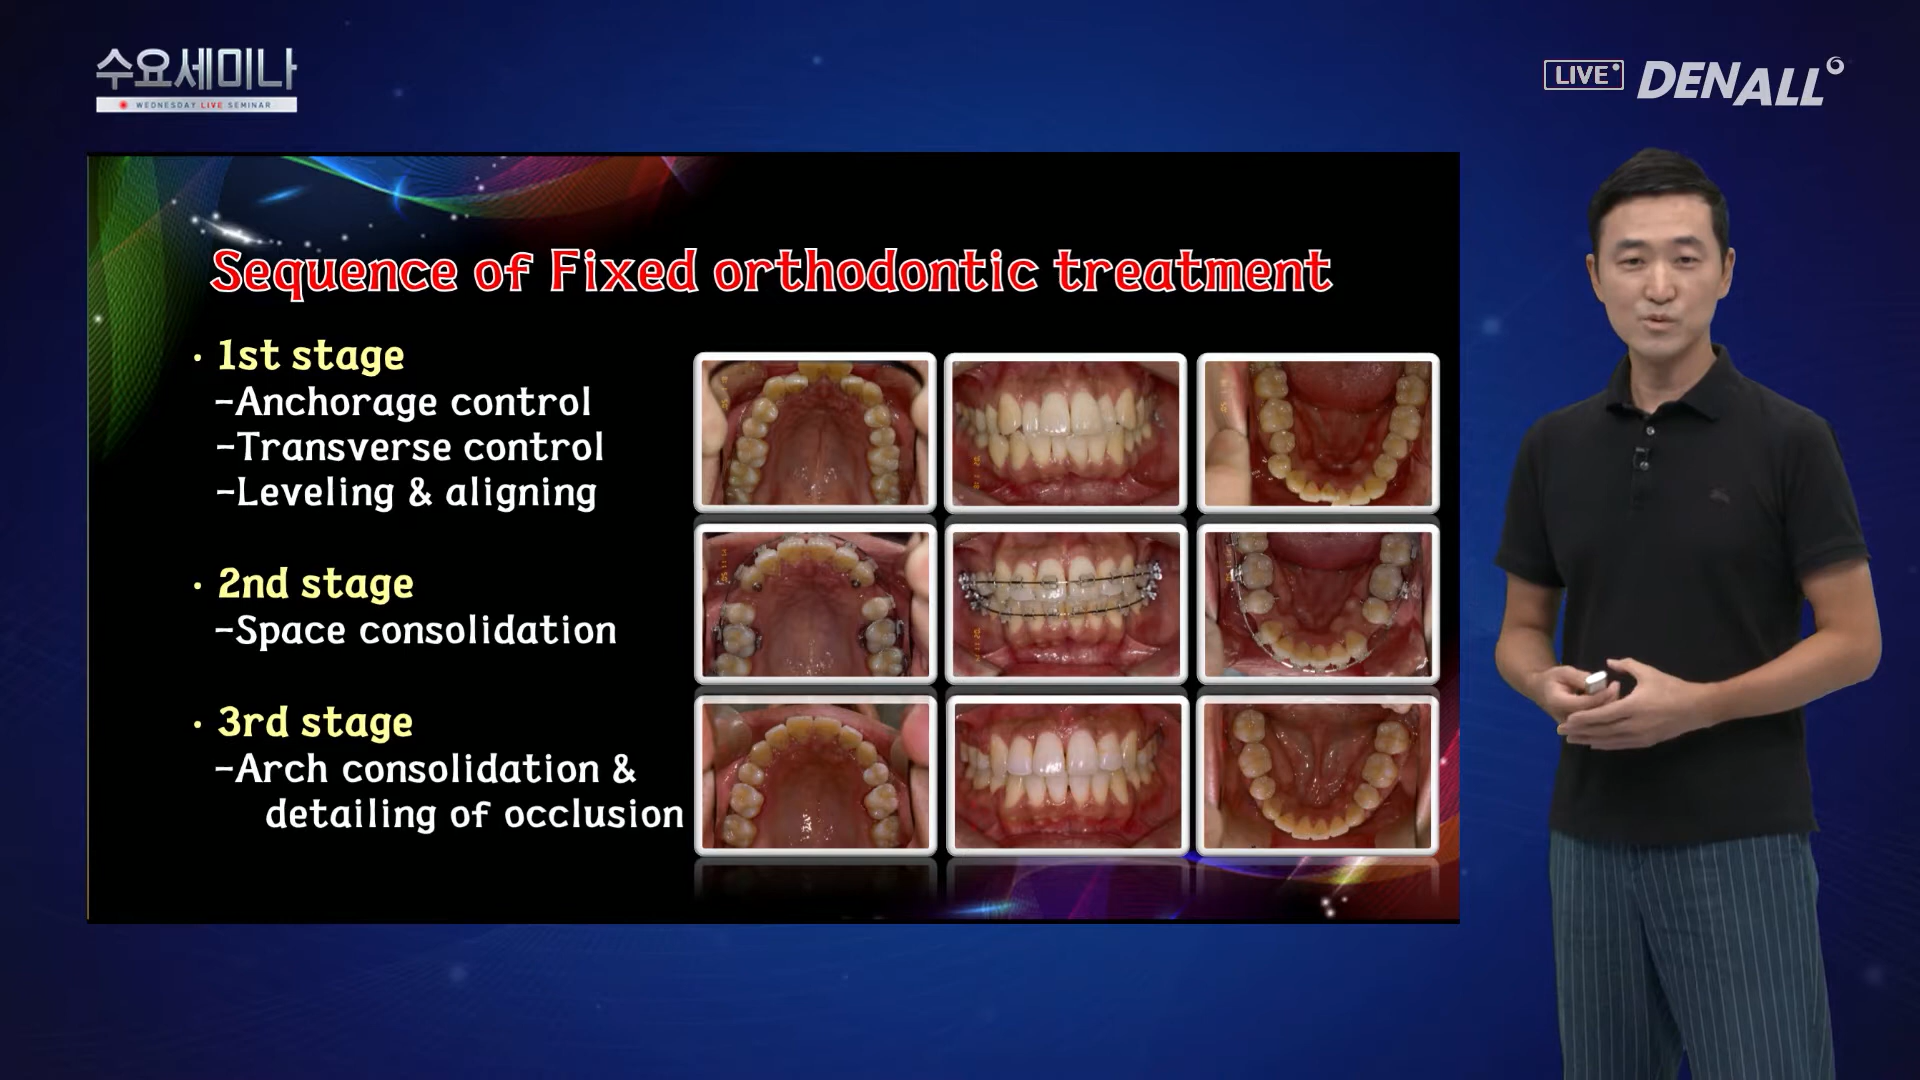 수요세미나
WEDNESDAY LIVE SEMINAR
LIVE
DENALL
Sequence of Fixed orthodontic treatment
· 1st stage
-Anchorage control
-Transverse control
-Leveling & aligning
· 2nd stage
-Space consolidation
· 3rd stage
-Arch consolidation &
detailing of occlusion